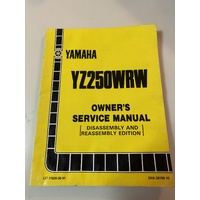 YAMAHA
YZ250WRW
OWNER'S
SERVICE MANUAL
[DISASSEMBLY AND
REASSEMBLY EDITION]